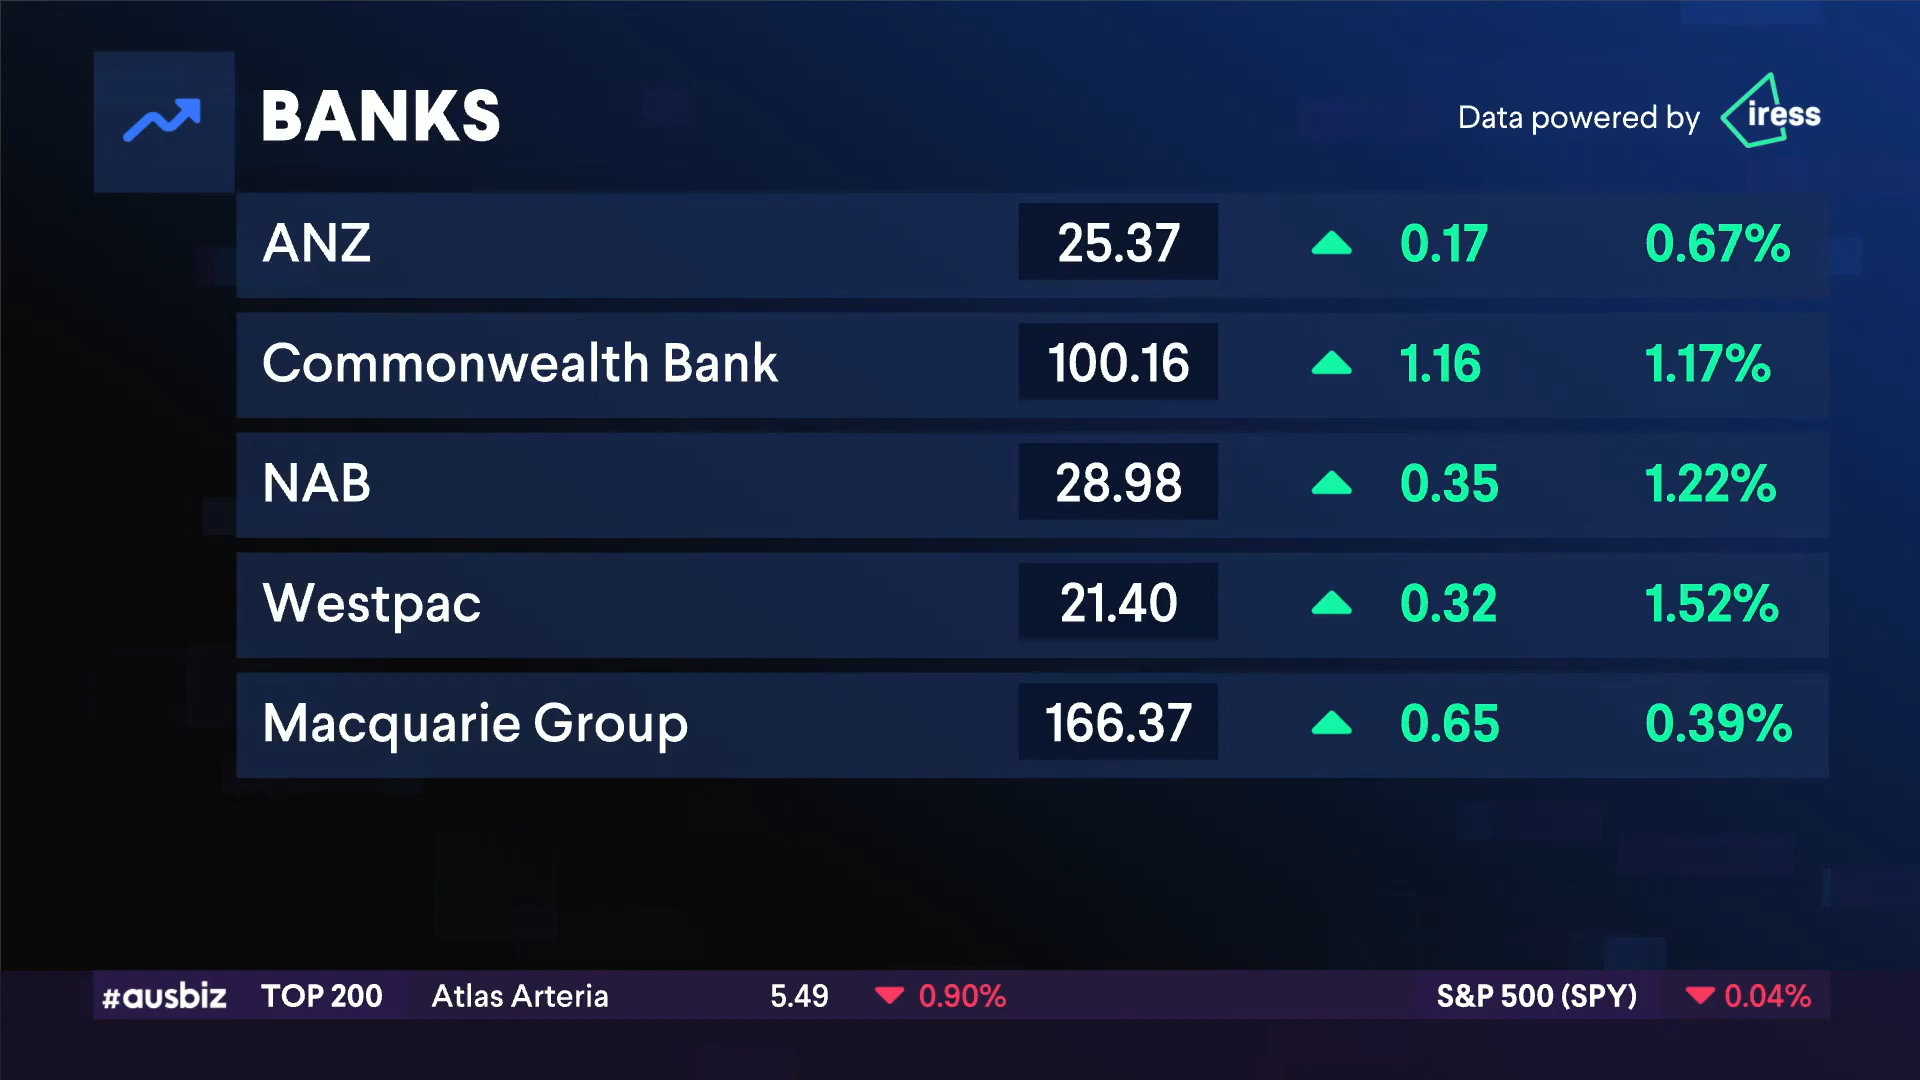 BANKS
Data powered by iress
ANZ 25.37 ▲ 0.17 0.67%
Commonwealth Bank 100.16 ▲ 1.16 1.17%
NAB 28.98 ▲ 0.35 1.22%
Westpac 21.40 ▲ 0.32 1.52%
Macquarie Group 166.37 ▲ 0.65 0.39%
#ausbiz TOP 200 Atlas Arteria 5.49 ▼ 0.90% S&P 500 (SPY) ▼ 0.04%